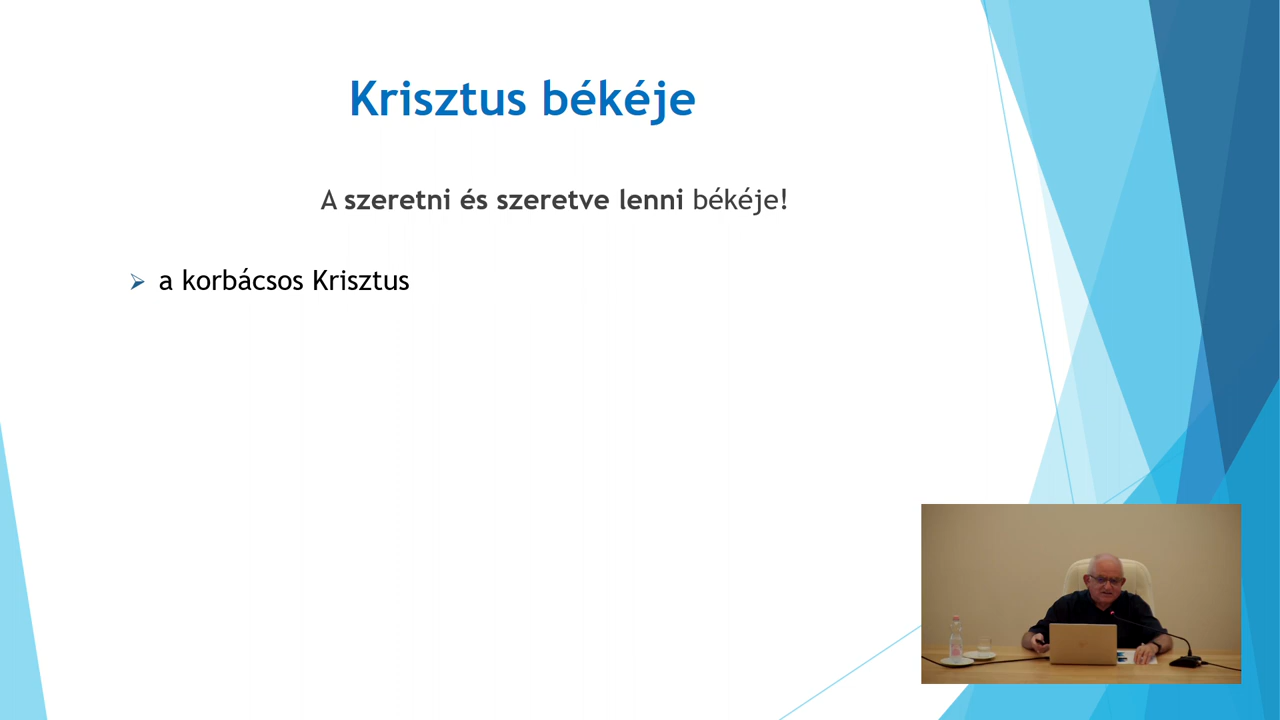 Krisztus békéje
A szeretni és szeretve lenni békéje!
a korbácsos Krisztus